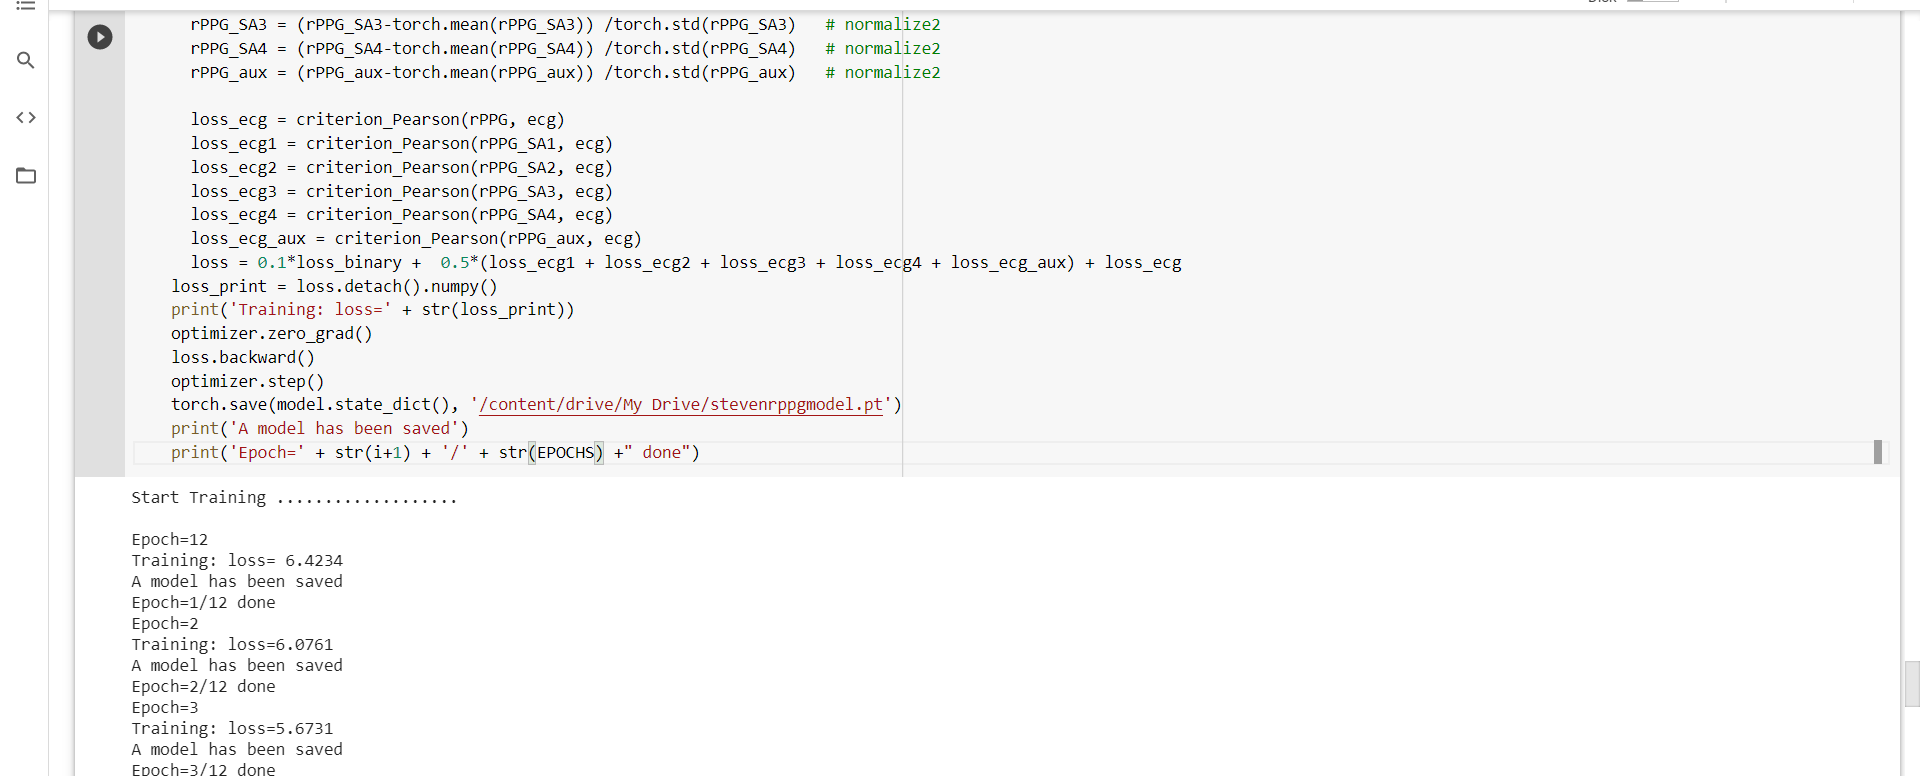 rPPG_SA3 = (rPPG_SA3-torch.mean(rPPG_SA3)) /torch.std(rPPG_SA3)   # normalize2
rPPG_SA4 = (rPPG_SA4-torch.mean(rPPG_SA4)) /torch.std(rPPG_SA4)   # normalize2
rPPG_aux = (rPPG_aux-torch.mean(rPPG_aux)) /torch.std(rPPG_aux)   # normalize2
loss_ecg = criterion_Pearson(rPPG, ecg)
loss_ecg1 = criterion_Pearson(rPPG_SA1, ecg)
loss_ecg2 = criterion_Pearson(rPPG_SA2, ecg)
loss_ecg3 = criterion_Pearson(rPPG_SA3, ecg)
loss_ecg4 = criterion_Pearson(rPPG_SA4, ecg)
loss_ecg_aux = criterion_Pearson(rPPG_aux, ecg)
loss = 0.1*loss_binary +  0.5*(loss_ecg1 + loss_ecg2 + loss_ecg3 + loss_ecg4 + loss_ecg_aux) + loss_ecg
loss_print = loss.detach().numpy()
print('Training: loss=' + str(loss_print))
optimizer.zero_grad()
loss.backward()
optimizer.step()
torch.save(model.state_dict(), '/content/drive/My Drive/stevenrppgmodel.pt')
print('A model has been saved')
print('Epoch=' + str(i+1) + '/' + str(EPOCHS) +" done")
Start Training ...................
Epoch=12
Training: loss= 6.4234
A model has been saved
Epoch=1/12 done
Epoch=2
Training: loss=6.0761
A model has been saved
Epoch=2/12 done
Epoch=3
Training: loss=5.6731
A model has been saved
Epoch=3/12 done